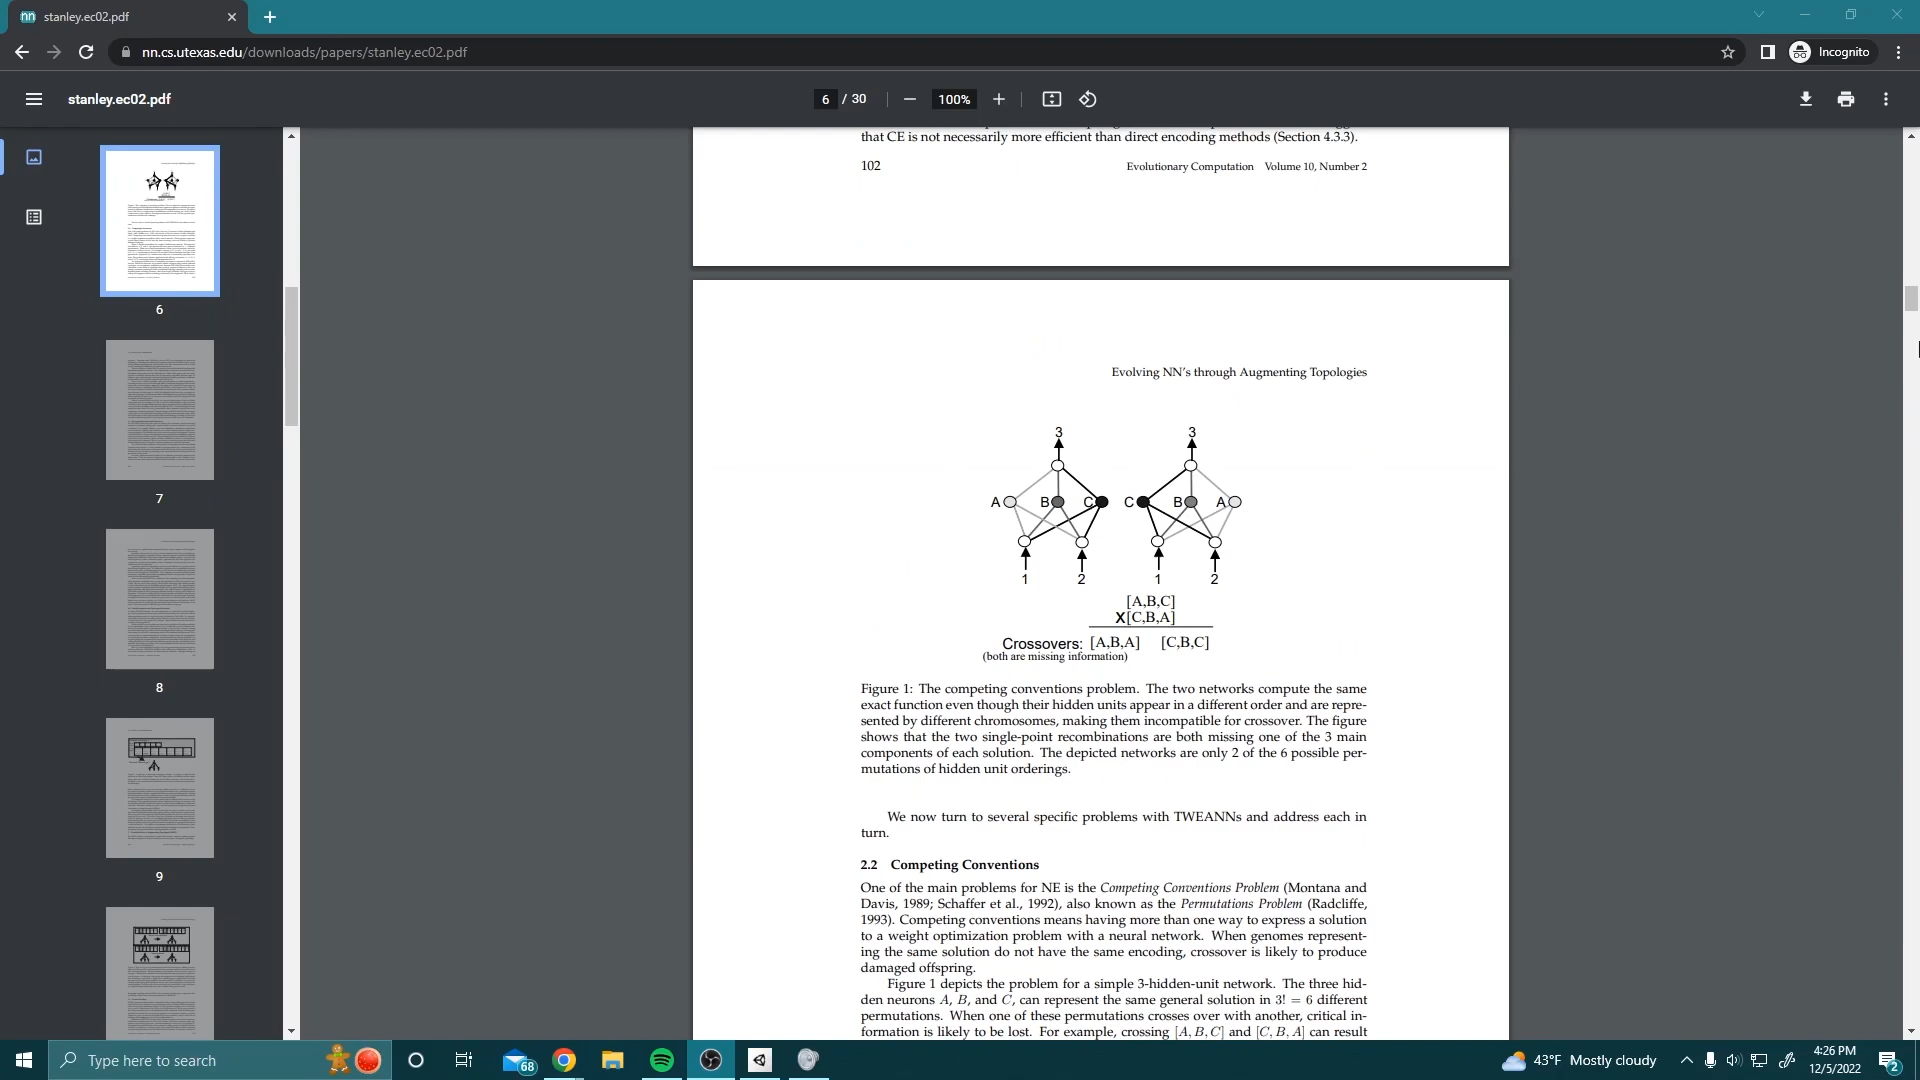 stanley.ec02.pdf
nn.cs.utexas.edu/downloads/papers/stanley.ec02.pdf
Incognito
stanley.ec02.pdf
6 / 30
100%
that CE is not necessarily more efficient than direct encoding methods (Section 4.3.3).
102
Evolutionary Computation Volume 10, Number 2
6
7
8
9
Evolving NN's through Augmenting Topologies
3 3
A B C C B A
1 2 1 2
[A,B,C]
X[C,B,A]
Crossovers: [A,B,A] [C,B,C]
(both are missing information)
Figure 1: The competing conventions problem. The two networks compute the same
exact function even though their hidden units appear in a different order and are repre-
sented by different chromosomes, making them incompatible for crossover. The figure
shows that the two single-point recombinations are both missing one of the 3 main
components of each solution. The depicted networks are only 2 of the 6 possible per-
mutations of hidden unit orderings.
We now turn to several specific problems with TWEANNs and address each in
turn.
2.2 Competing Conventions
One of the main problems for NE is the Competing Conventions Problem (Montana and
Davis, 1989; Schaffer et al., 1992), also known as the Permutations Problem (Radcliffe,
1993). Competing conventions means having more than one way to express a solution
to a weight optimization problem with a neural network. When genomes represent-
ing the same solution do not have the same encoding, crossover is likely to produce
damaged offspring.
Figure 1 depicts the problem for a simple 3-hidden-unit network. The three hid-
den neurons A, B, and C, can represent the same general solution in 3! = 6 different
permutations. When one of these permutations crosses over with another, critical in-
formation is likely to be lost. For example, crossing [A, B, C] and [C, B, A] can result
Type here to search
68
43°F Mostly cloudy
4:26 PM
12/5/2022
2